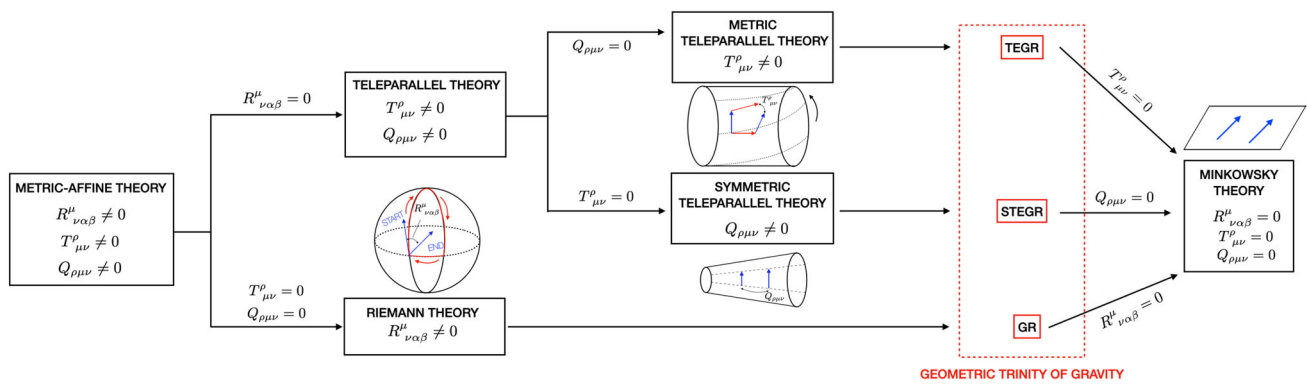 METRIC-AFFINE THEORY
R^μ_{ναβ} ≠ 0
T^ρ_{μν} ≠ 0
Q_{ρμν} ≠ 0
R^μ_{ναβ} = 0
T^ρ_{μν} = 0
Q_{ρμν} = 0
TELEPARALLEL THEORY
T^ρ_{μν} ≠ 0
Q_{ρμν} ≠ 0
START
R^μ_{ναβ}
END
RIEMANN THEORY
R^μ_{ναβ} ≠ 0
Q_{ρμν} = 0
T^ρ_{μν} = 0
METRIC
TELEPARALLEL THEORY
T^ρ_{μν} ≠ 0
T^ρ_{μν}
SYMMETRIC
TELEPARALLEL THEORY
Q_{ρμν} ≠ 0
Q_{ρμν}
TEGR
STEGR
GR
GEOMETRIC TRINITY OF GRAVITY
T^ρ_{μν} = 0
Q_{ρμν} = 0
R^μ_{ναβ} = 0
MINKOWSKY
THEORY
R^μ_{ναβ} = 0
T^ρ_{μν} = 0
Q_{ρμν} = 0